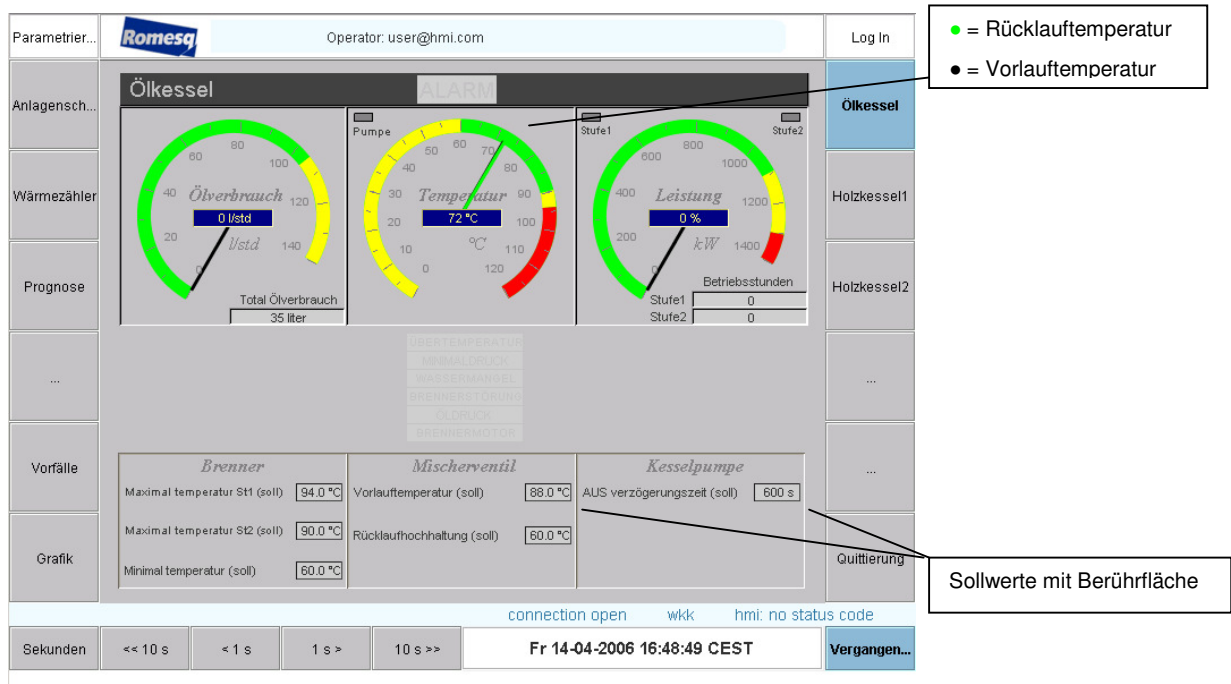 Parametrier...
Romesq
Operator: user@hmi.com
Log In
● = Rücklauftemperatur
● = Vorlauftemperatur
Anlagensch...
Wärmezähler
Prognose
...
Vorfälle
Grafik
Ölkessel
ALARM
0
20
40
60
80
100
120
140
Ölverbrauch
0 l/std
l/std
Total Ölverbrauch
35 liter
Pumpe
0
10
20
30
40
50
60
70
80
90
100
110
120
Temperatur
72 °C
°C
Stufe1
Stufe2
0
200
400
600
800
1000
1200
1400
Leistung
0 %
kW
Betriebsstunden
Stufe1 0
Stufe2 0
ÜBERTEMPERATUR
MINIMALDRUCK
WASSERMANGEL
BRENNERSTÖRUNG
ÖLDRUCK
BRENNERMOTOR
Brenner
Maximal temperatur St1 (soll) 94.0 °C
Maximal temperatur St2 (soll) 90.0 °C
Minimal temperatur (soll) 60.0 °C
Mischerventil
Vorlauftemperatur (soll) 88.0 °C
Rücklaufhochhaltung (soll) 60.0 °C
Kesselpumpe
AUS verzögerungszeit (soll) 600 s
Ölkessel
Holzkessel1
Holzkessel2
...
...
Quittierung
Sollwerte mit Berührfläche
connection open wkk hmi: no status code
Sekunden
<< 10 s
< 1 s
1 s >
10 s >>
Fr 14-04-2006 16:48:49 CEST
Vergangen...